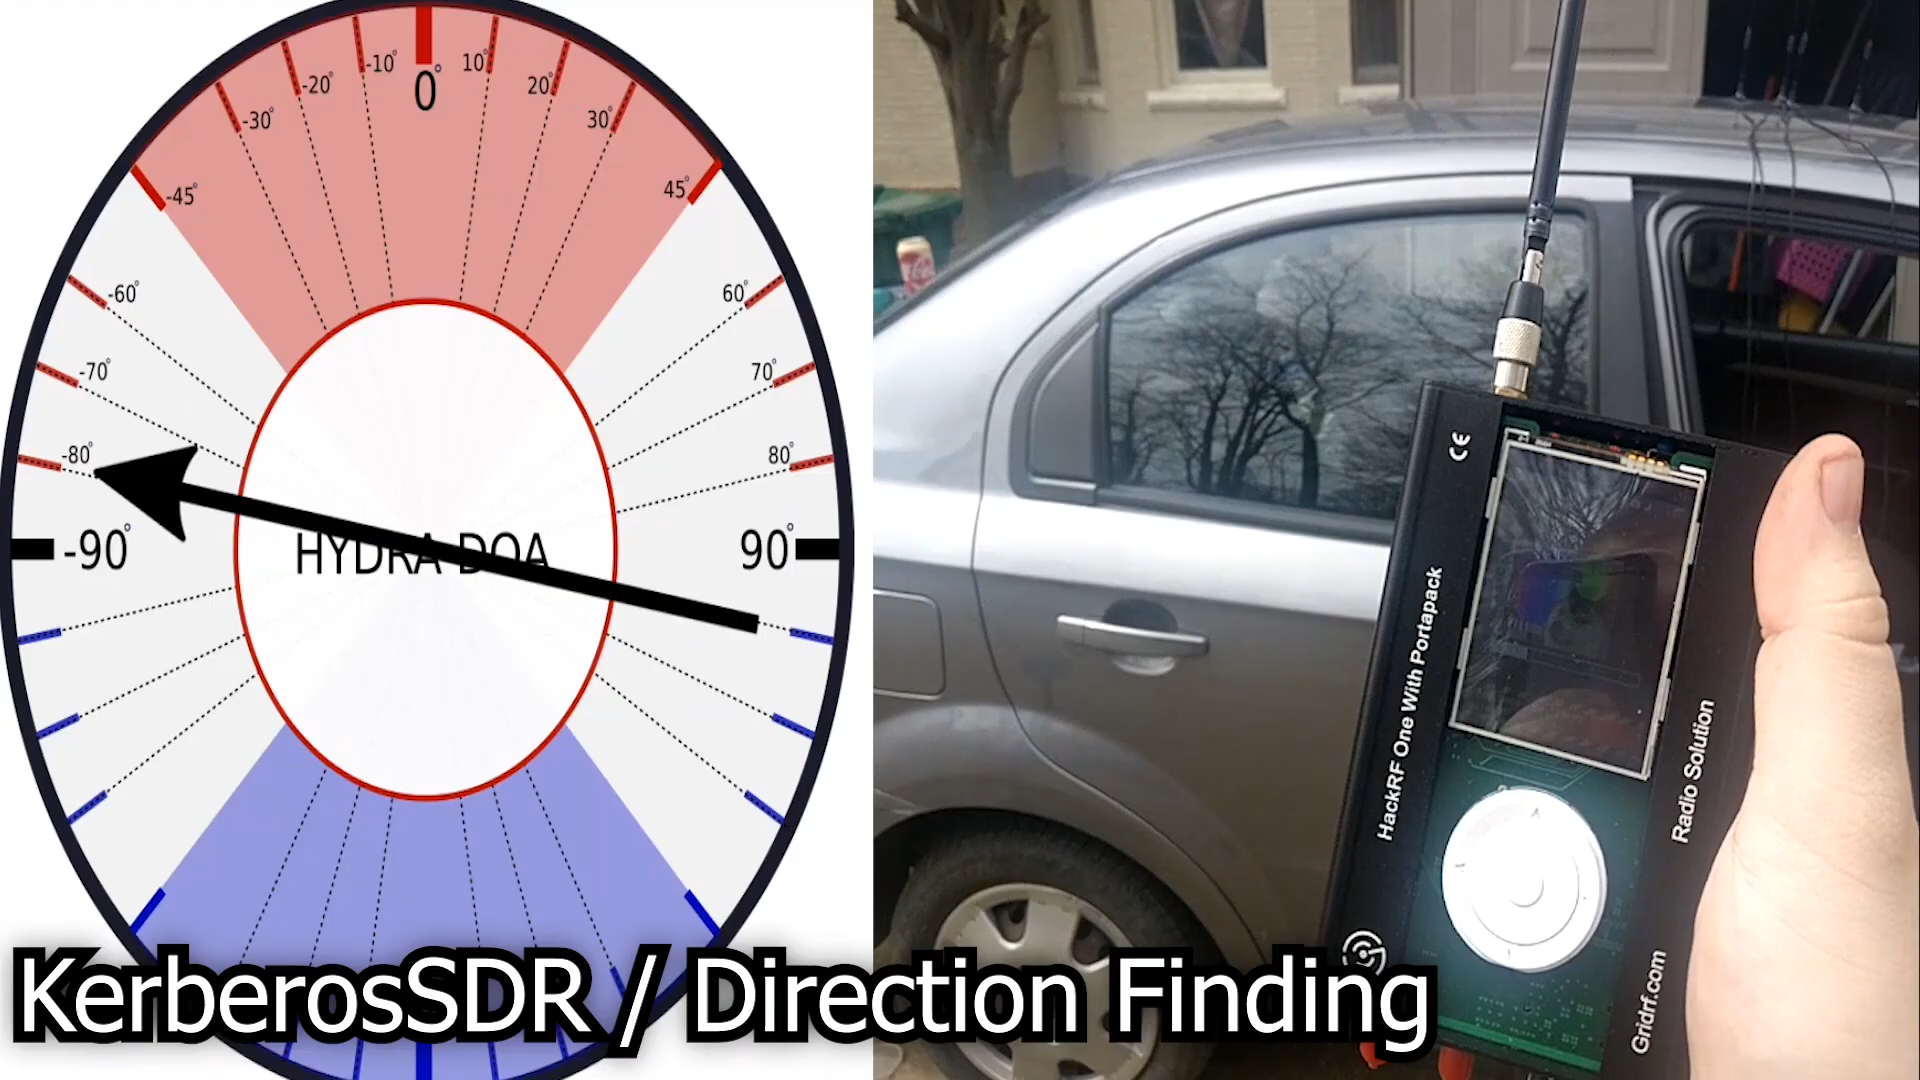 0°
-10°
10°
-20°
20°
-30°
30°
-45°
45°
-60°
60°
-70°
70°
-80°
80°
-90°
90°
HYDRA DOA
CE
HackRF One With Portapack
Radio Solution
Gridrf.com
KerberosSDR / Direction Finding